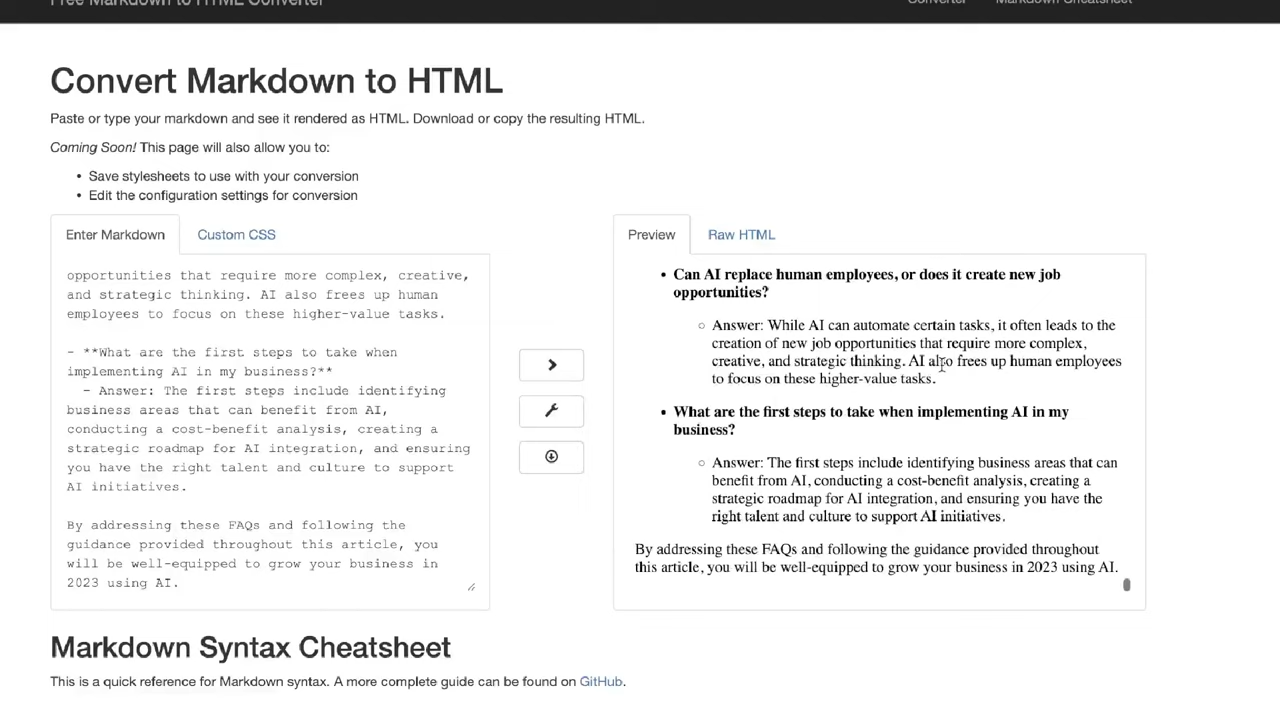 Free Markdown to HTML Converter
Converter
Markdown Cheatsheet
Convert Markdown to HTML
Paste or type your markdown and see it rendered as HTML. Download or copy the resulting HTML.
Coming Soon! This page will also allow you to:
• Save stylesheets to use with your conversion
• Edit the configuration settings for conversion
Enter Markdown
Custom CSS
opportunities that require more complex, creative,
and strategic thinking. AI also frees up human
employees to focus on these higher-value tasks.
- **What are the first steps to take when
implementing AI in my business?**
- Answer: The first steps include identifying
business areas that can benefit from AI,
conducting a cost-benefit analysis, creating a
strategic roadmap for AI integration, and ensuring
you have the right talent and culture to support
AI initiatives.
By addressing these FAQs and following the
guidance provided throughout this article, you
will be well-equipped to grow your business in
2023 using AI.
Preview
Raw HTML
• Can AI replace human employees, or does it create new job
opportunities?
○ Answer: While AI can automate certain tasks, it often leads to the
creation of new job opportunities that require more complex,
creative, and strategic thinking. AI also frees up human employees
to focus on these higher-value tasks.
• What are the first steps to take when implementing AI in my
business?
○ Answer: The first steps include identifying business areas that can
benefit from AI, conducting a cost-benefit analysis, creating a
strategic roadmap for AI integration, and ensuring you have the
right talent and culture to support AI initiatives.
By addressing these FAQs and following the guidance provided throughout
this article, you will be well-equipped to grow your business in 2023 using AI.
Markdown Syntax Cheatsheet
This is a quick reference for Markdown syntax. A more complete guide can be found on GitHub.